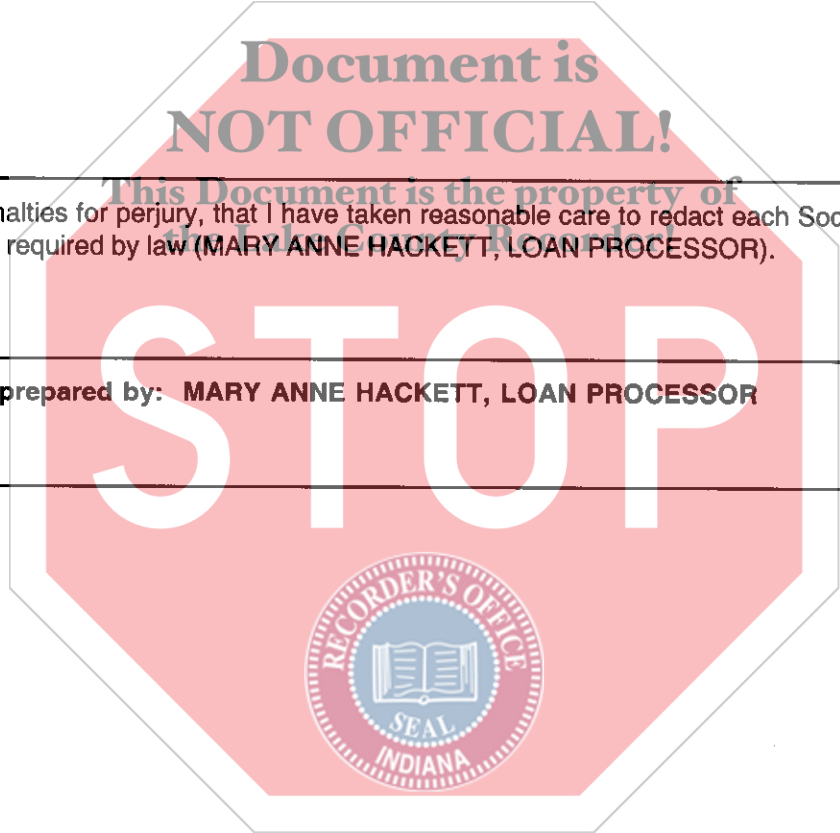 Document is
NOT OFFICIAL!
This Document is the property of
the Lake County Recorder!
alties for perjury, that I have taken reasonable care to redact each Soc
required by law (MARY ANNE HACKETT, LOAN PROCESSOR).
STOP
prepared by: MARY ANNE HACKETT, LOAN PROCESSOR
RECORDER'S OFFICE
SEAL
INDIANA